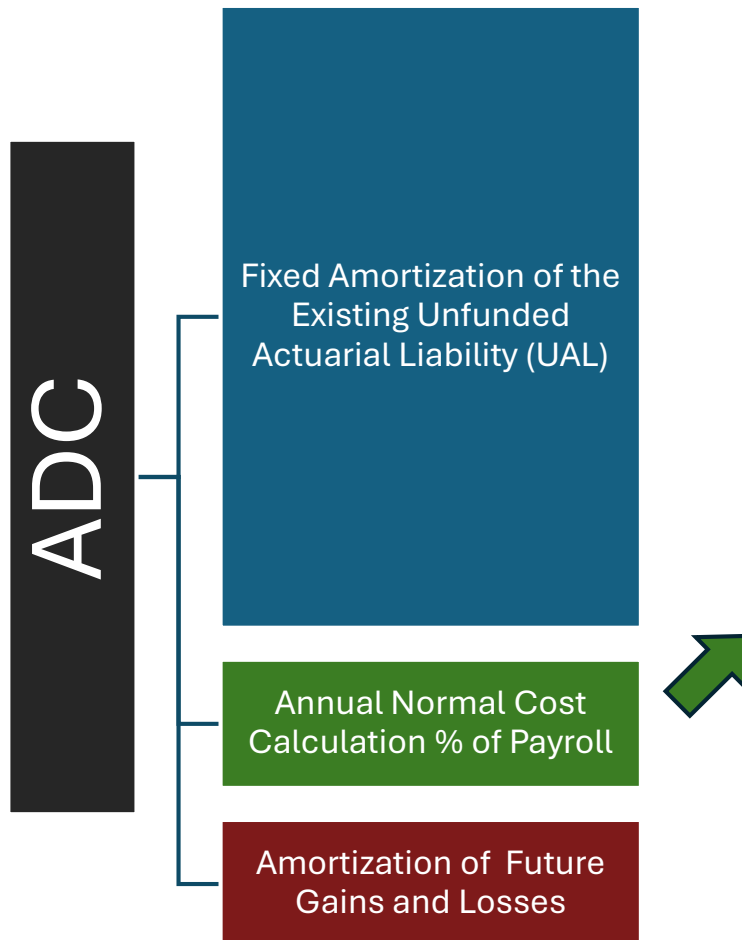 ADC
Fixed Amortization of the
Existing Unfunded
Actuarial Liability (UAL)
Annual Normal Cost
Calculation % of Payroll
Amortization of Future
Gains and Losses